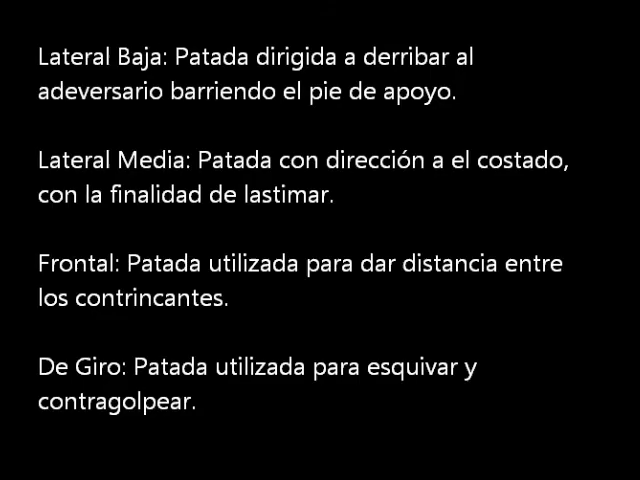 Lateral Baja: Patada dirigida a derribar al
adeversario barriendo el pie de apoyo.
Lateral Media: Patada con dirección a el costado,
con la finalidad de lastimar.
Frontal: Patada utilizada para dar distancia entre
los contrincantes.
De Giro: Patada utilizada para esquivar y
contragolpear.